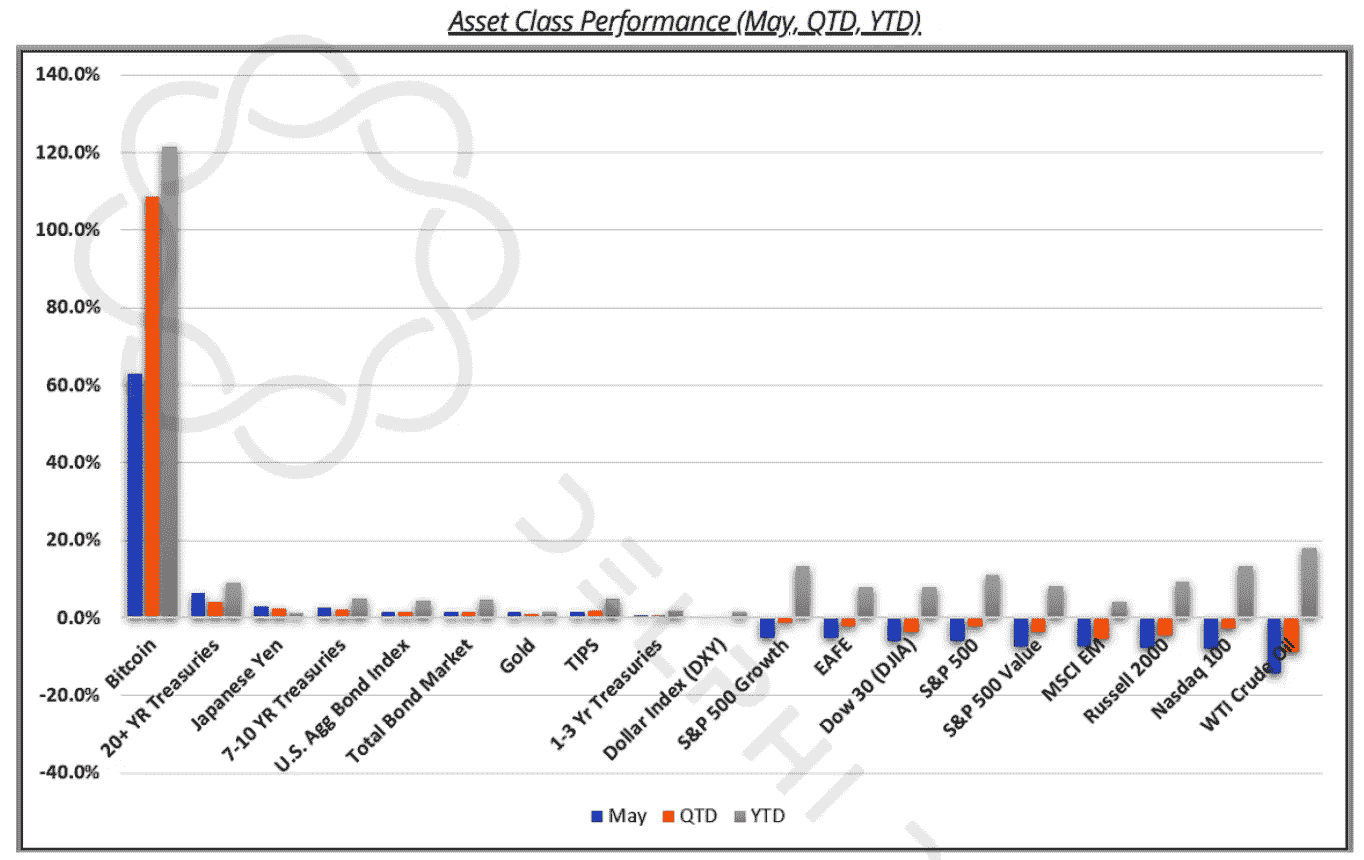 Asset Class Performance (May, QTD, YTD)
140.0%
120.0%
100.0%
80.0%
60.0%
40.0%
20.0%
0.0%
-20.0%
-40.0%
Bitcoin
20+ YR Treasuries
Japanese Yen
7-10 YR Treasuries
U.S. Agg Bond Index
Total Bond Market
Gold
TIPS
1-3 Yr Treasuries
Dollar Index (DXY)
S&P 500 Growth
EAFE
Dow 30 (DJIA)
S&P 500
S&P 500 Value
MSCI EM
Russell 2000
Nasdaq 100
WTI Crude Oil
May QTD YTD
DELPHI